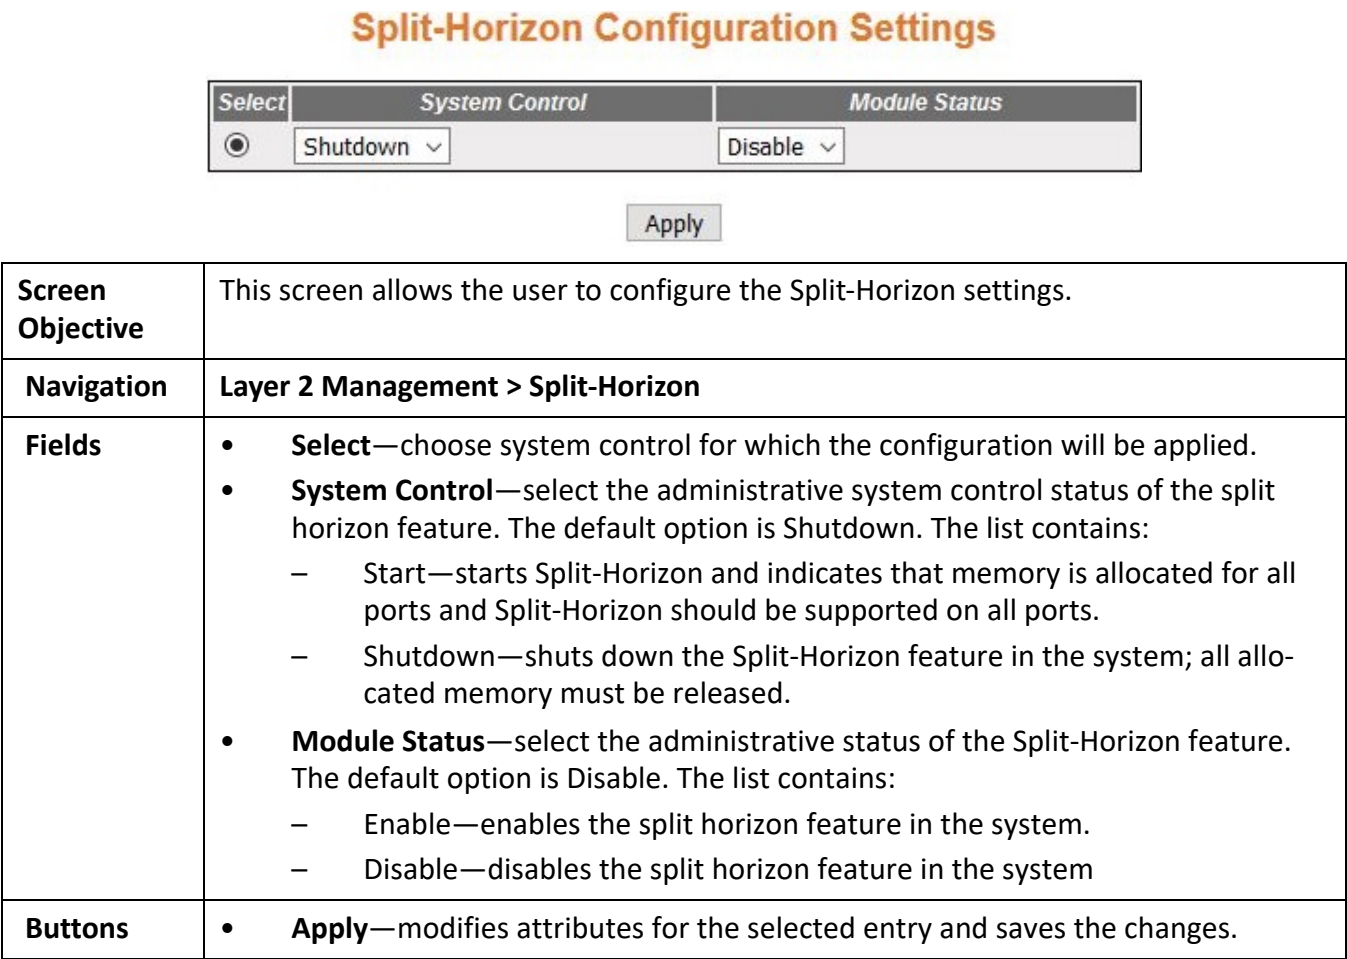 Split-Horizon Configuration Settings
Select System Control Module Status
Shutdown Disable
Apply
Screen Objective This screen allows the user to configure the Split-Horizon settings.
Navigation Layer 2 Management > Split-Horizon
Fields • Select—choose system control for which the configuration will be applied.
• System Control—select the administrative system control status of the split
horizon feature. The default option is Shutdown. The list contains:
– Start—starts Split-Horizon and indicates that memory is allocated for all
ports and Split-Horizon should be supported on all ports.
– Shutdown—shuts down the Split-Horizon feature in the system; all allo-
cated memory must be released.
• Module Status—select the administrative status of the Split-Horizon feature.
The default option is Disable. The list contains:
– Enable—enables the split horizon feature in the system.
– Disable—disables the split horizon feature in the system
Buttons • Apply—modifies attributes for the selected entry and saves the changes.